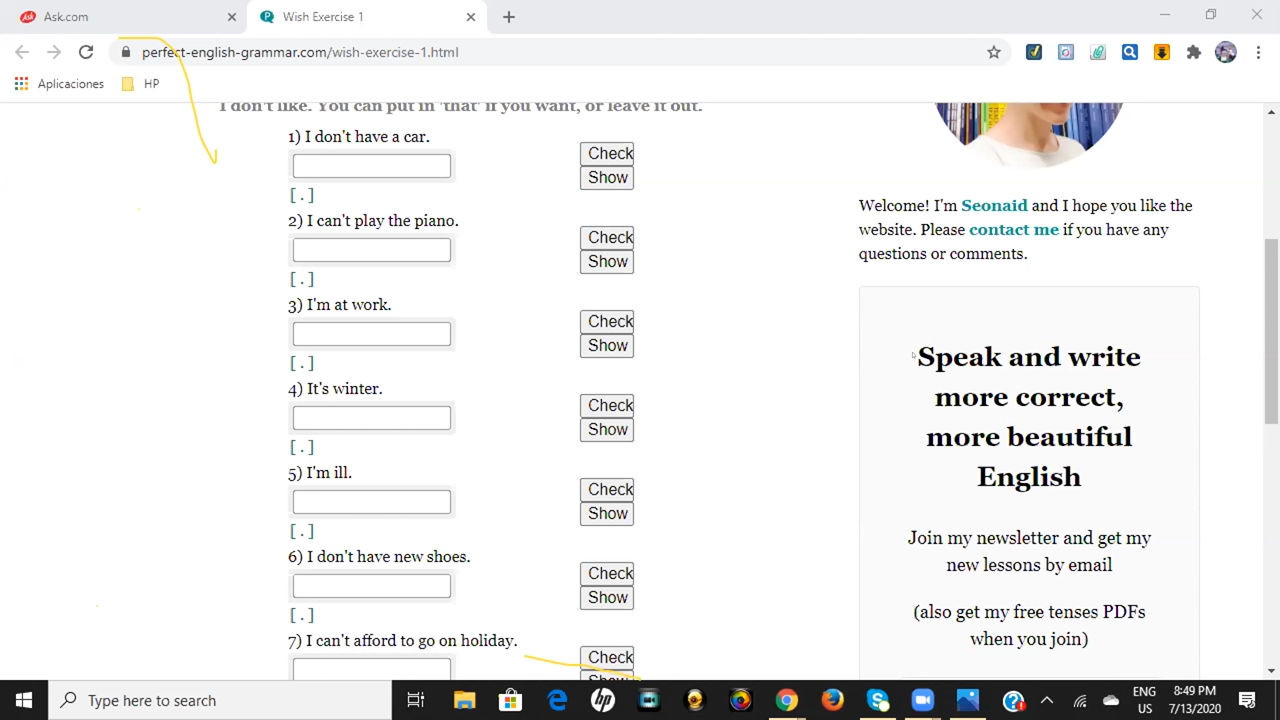 Ask.com
Wish Exercise 1
perfect-english-grammar.com/wish-exercise-1.html
Aplicaciones
HP
I don't like. You can put in 'that' if you want, or leave it out.
1) I don't have a car.
Check
Show
[ . ]
2) I can't play the piano.
Check
Show
[ . ]
3) I'm at work.
Check
Show
[ . ]
4) It's winter.
Check
Show
[ . ]
5) I'm ill.
Check
Show
[ . ]
6) I don't have new shoes.
Check
Show
[ . ]
7) I can't afford to go on holiday.
Check
Show
Welcome! I'm Seonaid and I hope you like the
website. Please contact me if you have any
questions or comments.
Speak and write
more correct,
more beautiful
English
Join my newsletter and get my
new lessons by email
(also get my free tenses PDFs
when you join)
Type here to search
ENG
US
8:49 PM
7/13/2020